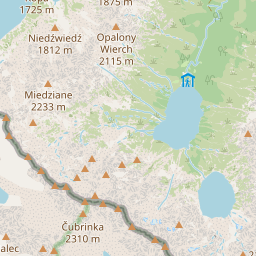 1725 m
1875 m
Niedźwiedź
1812 m
Opalony
Wierch
2115 m
Miedziane
2233 m
Čubrinka
2310 m